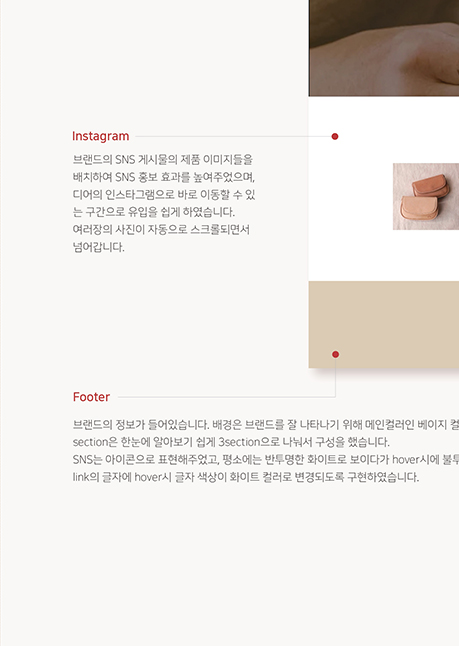 Instagram
브랜드의 SNS 게시물의 제품 이미지들을
배치하여 SNS 홍보 효과를 높여주었으며,
디어의 인스타그램으로 바로 이동할 수 있
는 구간으로 유입을 쉽게 하였습니다.
여러장의 사진이 자동으로 스크롤되면서
넘어갑니다.
Footer
브랜드의 정보가 들어있습니다. 배경은 브랜드를 잘 나타나기 위해 메인컬러인 베이지 컬
section은 한눈에 알아보기 쉽게 3section으로 나눠서 구성을 했습니다.
SNS는 아이콘으로 표현해주었고, 평소에는 반투명한 화이트로 보이다가 hover시에 불투
link의 글자에 hover시 글자 색상이 화이트 컬러로 변경되도록 구현하였습니다.